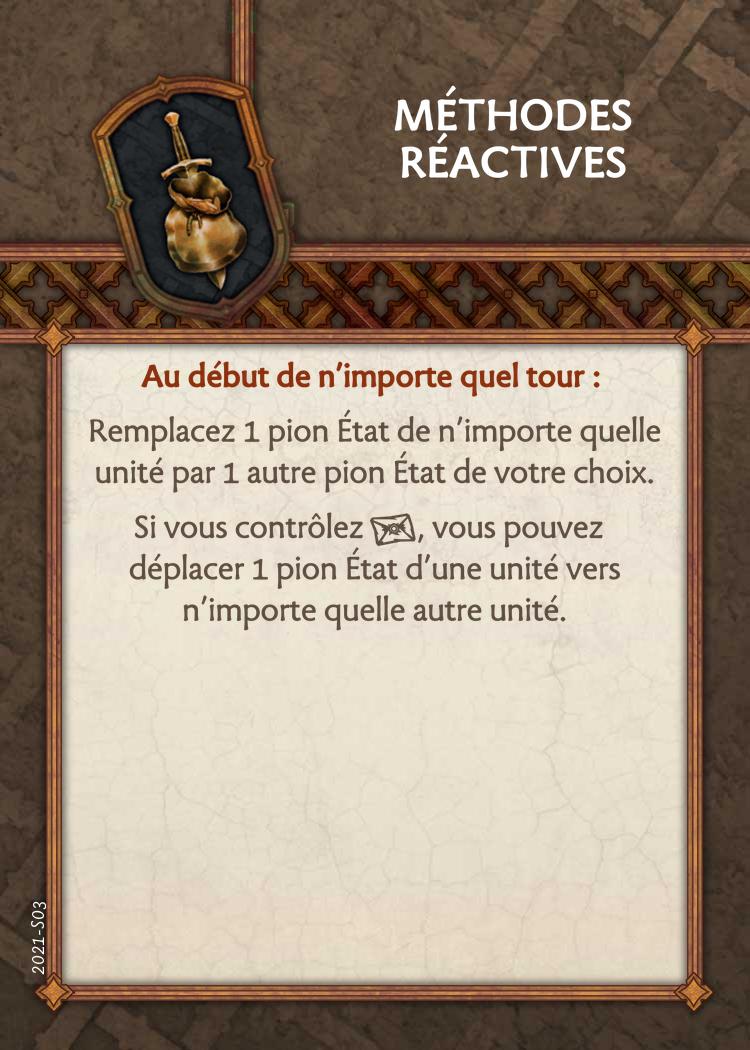 MÉTHODES
RÉACTIVES
Au début de n'importe quel tour :
Remplacez 1 pion État de n'importe quelle
unité par 1 autre pion État de votre choix.
Si vous contrôlez , vous pouvez
déplacer 1 pion État d'une unité vers
n'importe quelle autre unité.
2021-S03